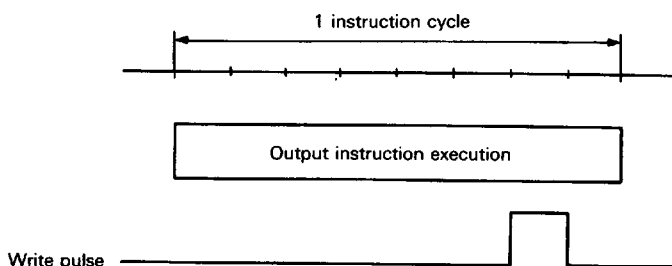 1 instruction cycle
Output instruction execution
Write pulse